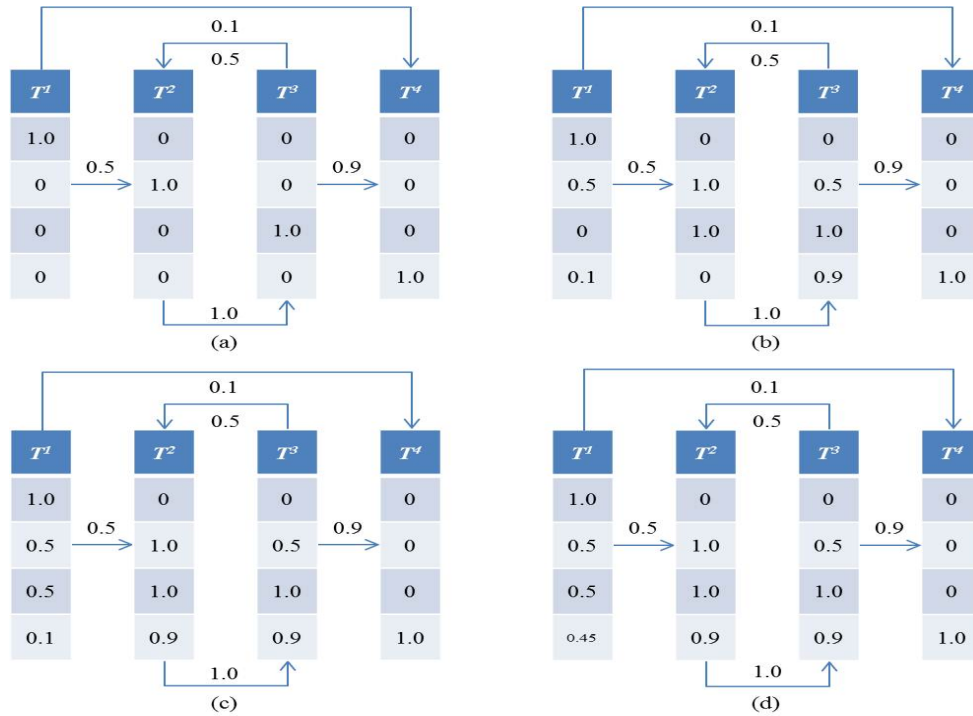 0.1
0.5
T¹ T² T³ T⁴
1.0 0 0 0
0.5 0.9
0 1.0 0 0
0 0 1.0 0
0 0 0 1.0
1.0
(a)
0.1
0.5
T¹ T² T³ T⁴
1.0 0 0 0
0.5 0.9
0.5 1.0 0.5 0
0 1.0 1.0 0
0.1 0 0.9 1.0
1.0
(b)
0.1
0.5
T¹ T² T³ T⁴
1.0 0 0 0
0.5 0.9
0.5 1.0 0.5 0
0.5 1.0 1.0 0
0.1 0.9 0.9 1.0
1.0
(c)
0.1
0.5
T¹ T² T³ T⁴
1.0 0 0 0
0.5 0.9
0.5 1.0 0.5 0
0.5 1.0 1.0 0
0.45 0.9 0.9 1.0
1.0
(d)